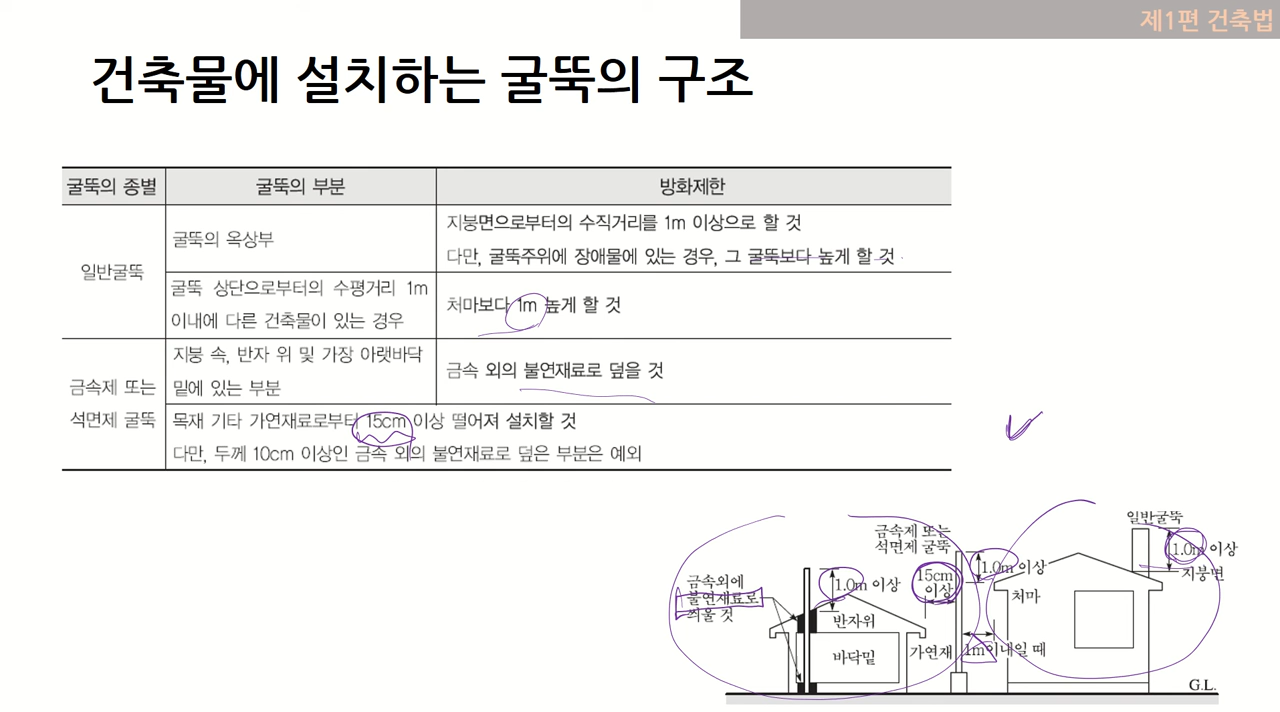 제1편 건축법
건축물에 설치하는 굴뚝의 구조
굴뚝의 종별
굴뚝의 부분
방화제한
일반굴뚝
굴뚝의 옥상부
지붕면으로부터의 수직거리를 1m 이상으로 할 것
다만, 굴뚝주위에 장애물에 있는 경우, 그 굴뚝보다 높게 할 것
굴뚝 상단으로부터의 수평거리 1m
이내에 다른 건축물이 있는 경우
처마보다 1m 높게 할 것
금속제 또는
석면제 굴뚝
지붕 속, 반자 위 및 가장 아랫바닥
밑에 있는 부분
금속 외의 불연재료로 덮을 것
목재 기타 가연재료로부터 15cm 이상 떨어져 설치할 것
다만, 두께 10cm 이상인 금속 외의 불연재료로 덮은 부분은 예외
금속외에
불연재료로
씌울 것
1.0m 이상
반자위
바닥밑
금속제 또는
석면제 굴뚝
15cm
이상
가연재
1.0m 이상
처마
1m이내일 때
일반굴뚝
1.0m 이상
지붕면
G.L.